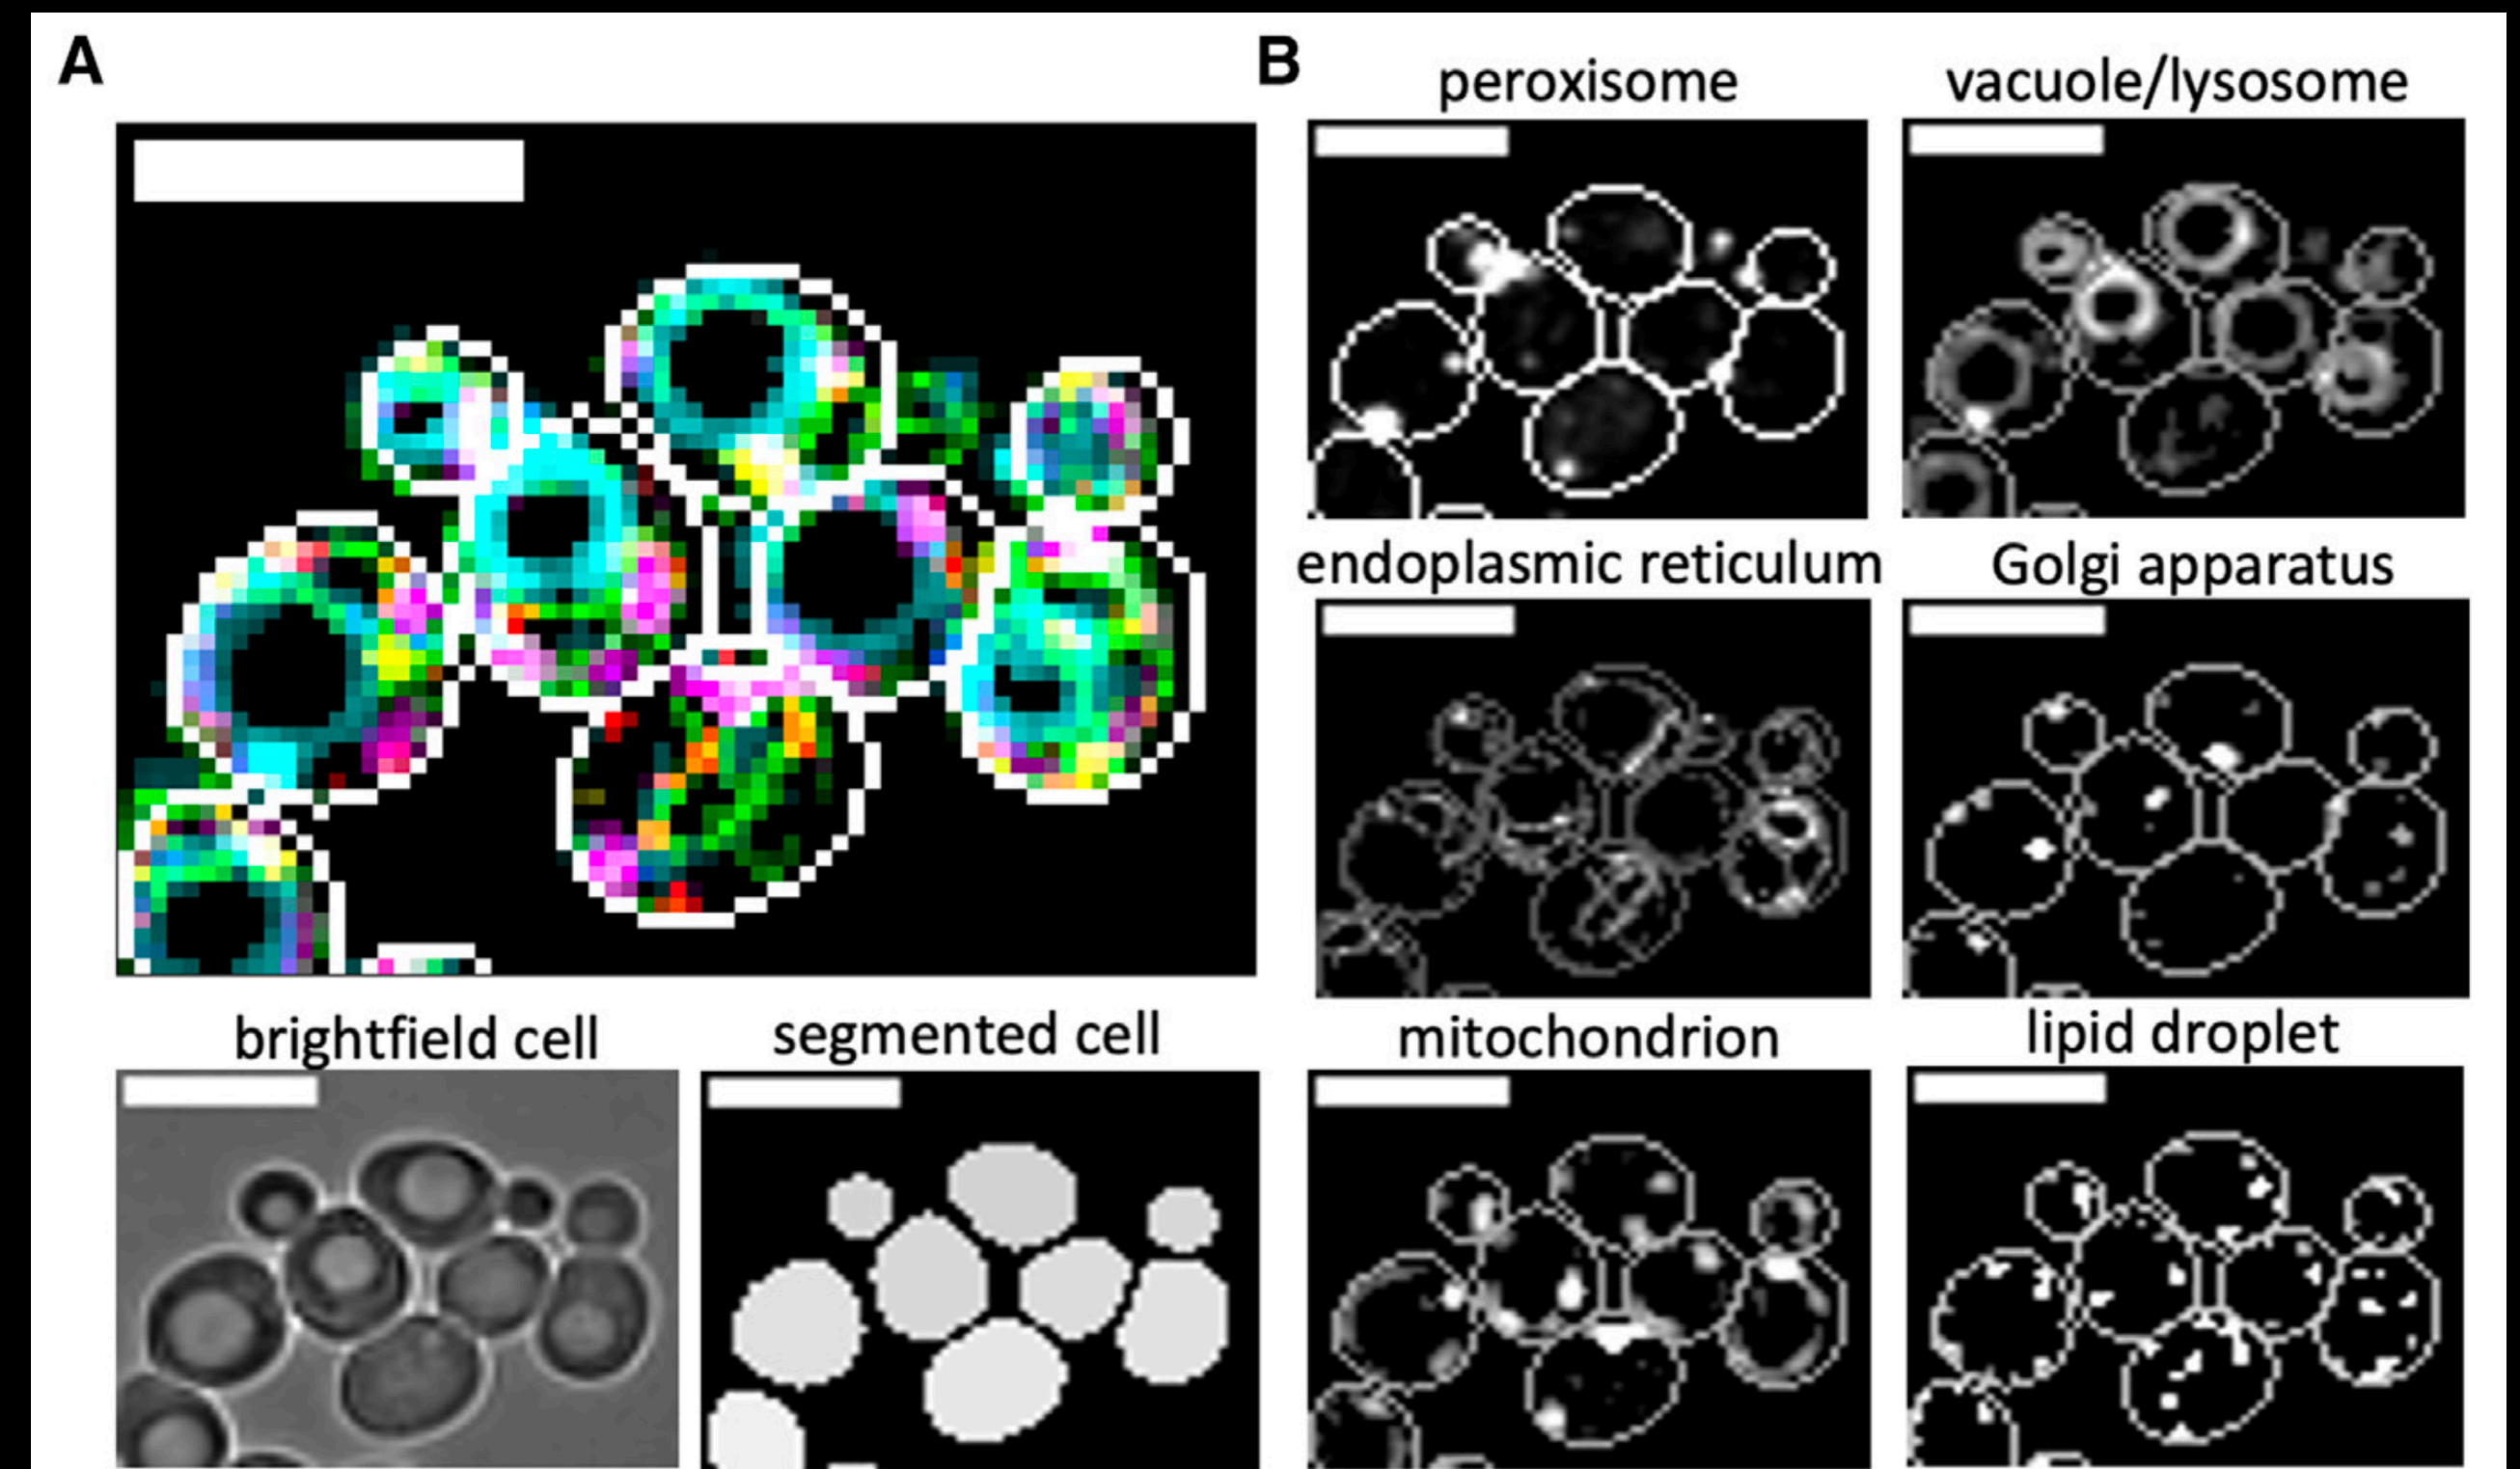 A
B
peroxisome
vacuole/lysosome
endoplasmic reticulum
Golgi apparatus
brightfield cell
segmented cell
mitochondrion
lipid droplet